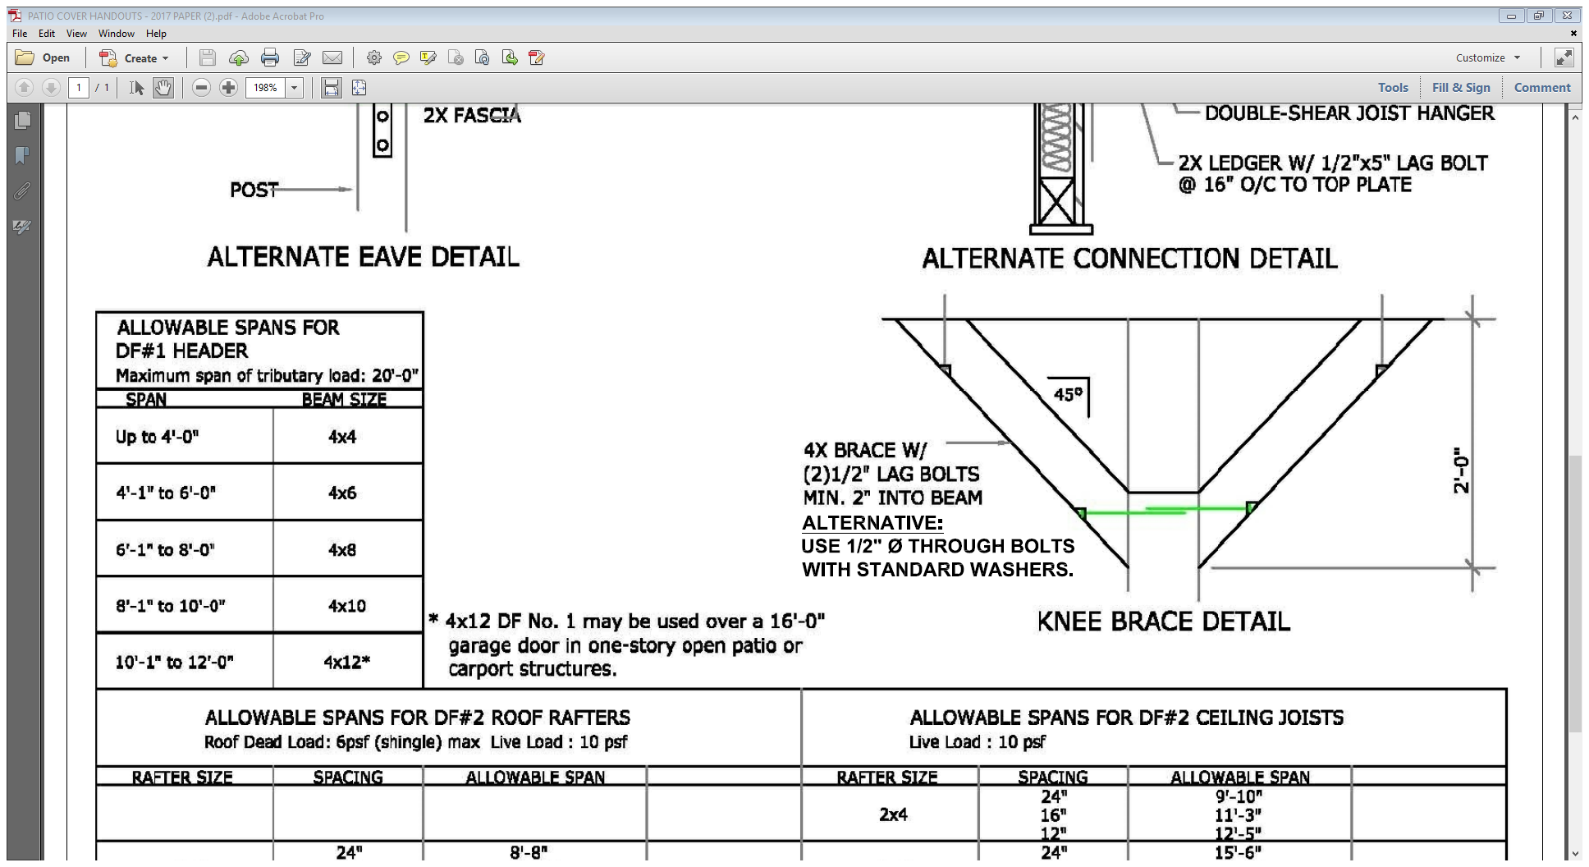 PATIO COVER HANDOUTS - 2017 PAPER (2).pdf - Adobe Acrobat Pro
File Edit View Window Help
Open Create Customize
1 / 1 198% Tools Fill & Sign Comment
2X FASCIA
POST
ALTERNATE EAVE DETAIL
DOUBLE-SHEAR JOIST HANGER
2X LEDGER W/ 1/2"x5" LAG BOLT
@ 16" O/C TO TOP PLATE
ALTERNATE CONNECTION DETAIL
ALLOWABLE SPANS FOR
DF#1 HEADER
Maximum span of tributary load: 20'-0"
SPAN BEAM SIZE
Up to 4'-0" 4x4
4'-1" to 6'-0" 4x6
6'-1" to 8'-0" 4x8
8'-1" to 10'-0" 4x10
10'-1" to 12'-0" 4x12*
* 4x12 DF No. 1 may be used over a 16'-0"
garage door in one-story open patio or
carport structures.
45º
4X BRACE W/
(2)1/2" LAG BOLTS
MIN. 2" INTO BEAM
ALTERNATIVE:
USE 1/2" Ø THROUGH BOLTS
WITH STANDARD WASHERS.
2'-0"
KNEE BRACE DETAIL
ALLOWABLE SPANS FOR DF#2 ROOF RAFTERS
Roof Dead Load: 6psf (shingle) max Live Load : 10 psf
RAFTER SIZE SPACING ALLOWABLE SPAN
24" 8'-8"
ALLOWABLE SPANS FOR DF#2 CEILING JOISTS
Live Load : 10 psf
RAFTER SIZE SPACING ALLOWABLE SPAN
24" 9'-10"
2x4 16" 11'-3"
12" 12'-5"
24" 15'-6"